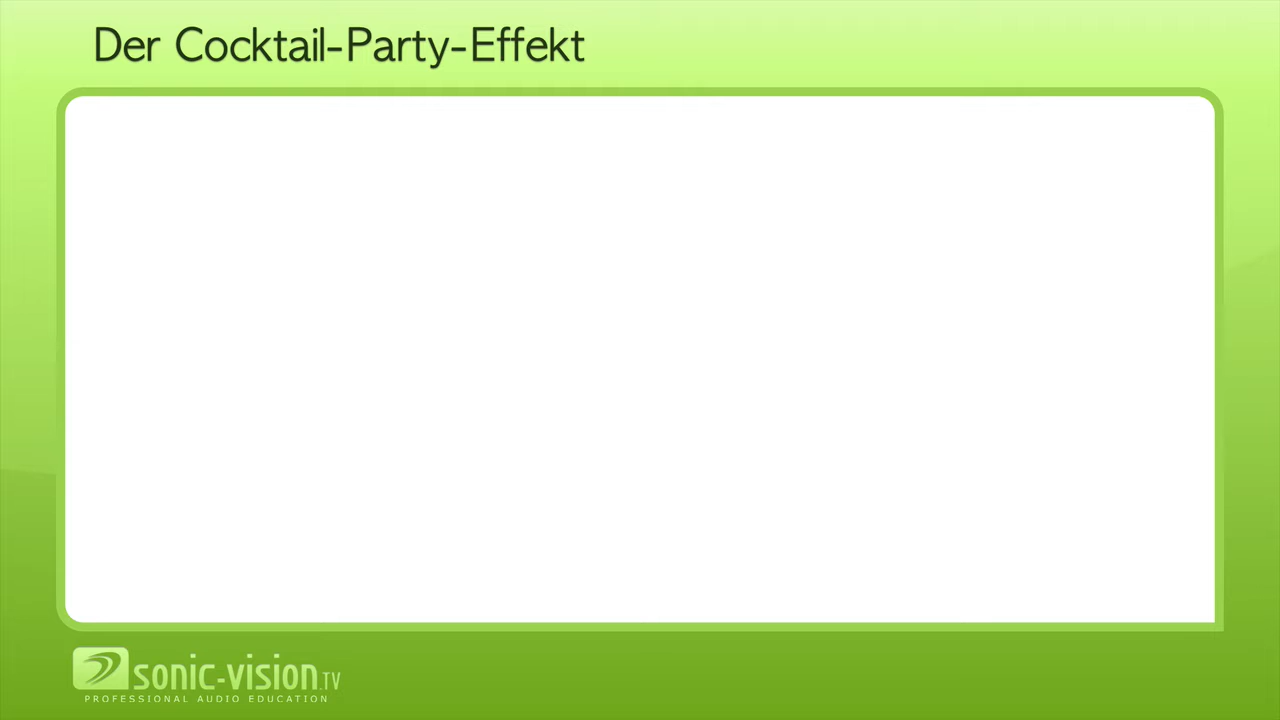 Der Cocktail-Party-Effekt
sonic-vision.TV
PROFESSIONAL AUDIO EDUCATION